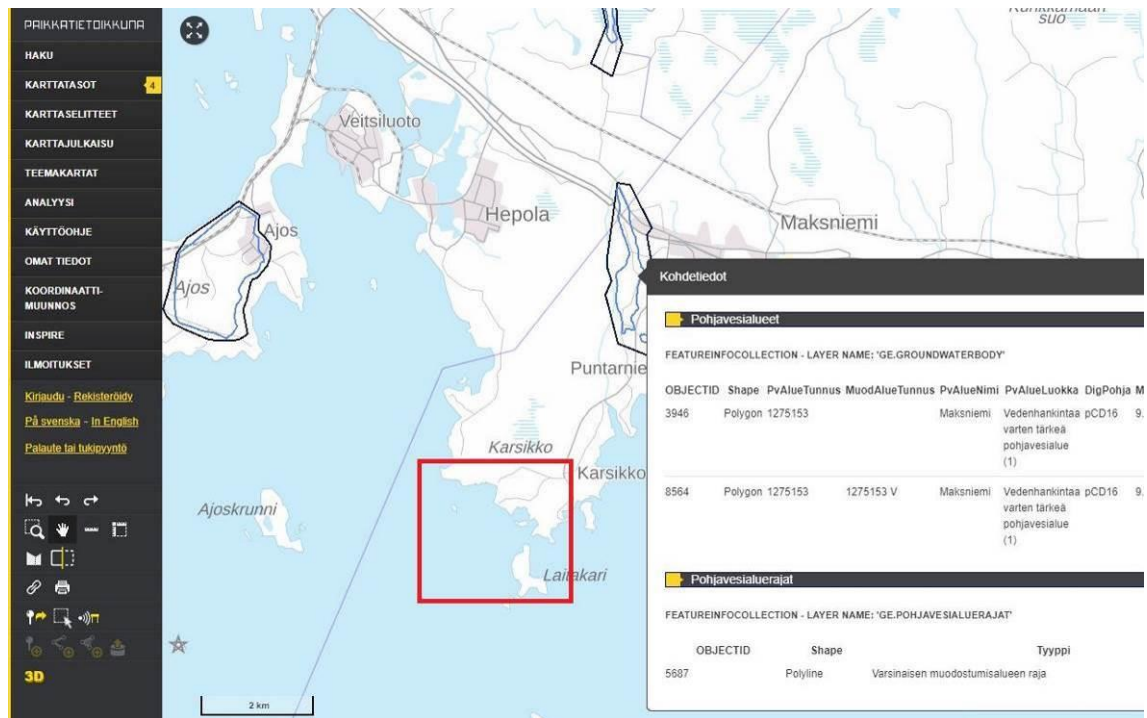 PAIKKATIETOIKKUNA
HAKU
KARTTATASOT 4
KARTTASELITTEET
KARTTAJULKAISU
TEEMAKARTAT
ANALYYSI
KÄYTTÖOHJE
OMAT TIEDOT
KOORDINAATTI-
MUUNNOS
INSPIRE
ILMOITUKSET
Kirjaudu - Rekisteröidy
På svenska - In English
Palaute tai tukipyyntö
3D
suo
Veitsiluoto
Hepola
Maksniemi
Ajos
Ajos
Puntarnie
Karsikko
Karsikko
Ajoskrunni
Laitakari
2 km
Kohdetiedot
Pohjavesialueet
FEATUREINFOCOLLECTION - LAYER NAME: 'GE.GROUNDWATERBODY'
OBJECTID Shape PvAlueTunnus MuodAlueTunnus PvAlueNimi PvAlueLuokka DigPohja M
3946 Polygon 1275153 Maksniemi Vedenhankintaa pCD16 9.
varten tärkeä
pohjavesialue
(1)
8564 Polygon 1275153 1275153 V Maksniemi Vedenhankintaa pCD16 9.
varten tärkeä
pohjavesialue
(1)
Pohjavesialuerajat
FEATUREINFOCOLLECTION - LAYER NAME: 'GE.POHJAVESIALUERAJAT'
OBJECTID Shape Tyyppi
5687 Polyline Varsinaisen muodostumisalueen raja